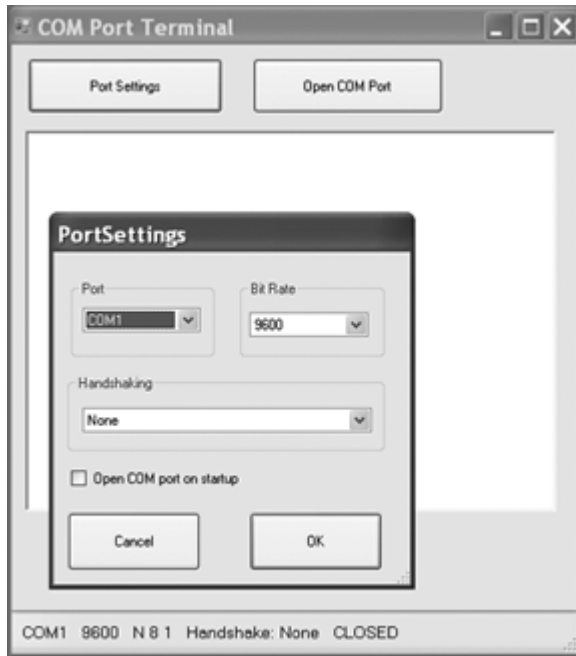 COM Port Terminal
Port Settings Open COM Port
PortSettings
Port Bit Rate
COM1 9600
Handshaking
None
Open COM port on startup
Cancel OK
COM1 9600 N 8 1 Handshake: None CLOSED